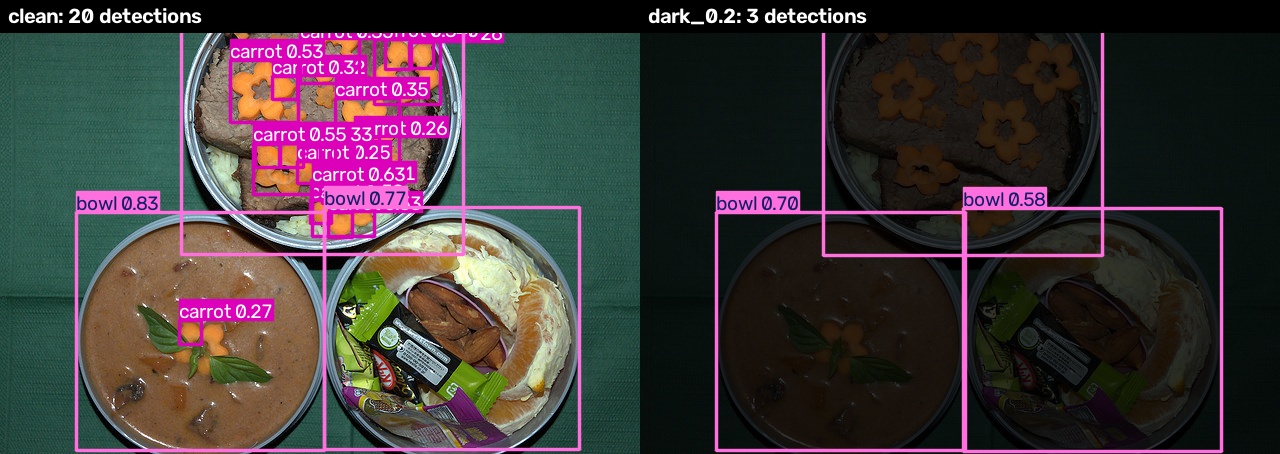 clean: 20 detections
dark_0.2: 3 detections
carrot 0.53
carrot 0.32
carrot 0.35
carrot 0.55
rrot 0.26
carrot 0.25
carrot 0.631
bowl 0.77
bowl 0.83
carrot 0.27
bowl 0.70
bowl 0.58